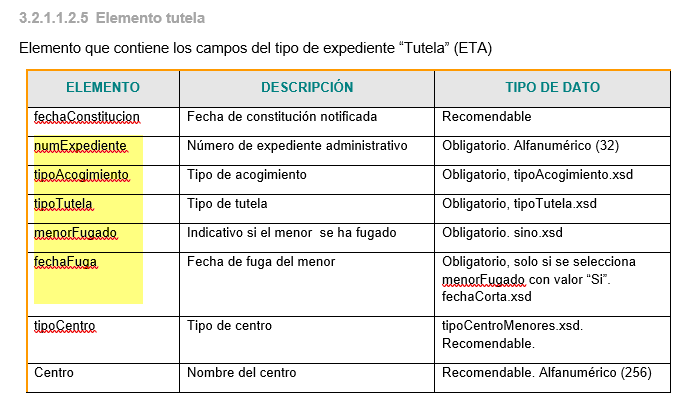 3.2.1.1.2.5 Elemento tutela
Elemento que contiene los campos del tipo de expediente “Tutela” (ETA)
ELEMENTO DESCRIPCIÓN TIPO DE DATO
fechaConstitucion Fecha de constitución notificada Recomendable
numExpediente Número de expediente administrativo Obligatorio. Alfanumérico (32)
tipoAcogimiento Tipo de acogimiento Obligatorio, tipoAcogimiento.xsd
tipoTutela Tipo de tutela Obligatorio, tipoTutela.xsd
menorFugado Indicativo si el menor se ha fugado Obligatorio. sino.xsd
fechaFuga Fecha de fuga del menor Obligatorio, solo si se selecciona
menorFugado con valor “Si”.
fechaCorta.xsd
tipoCentro Tipo de centro tipoCentroMenores.xsd.
Recomendable.
Centro Nombre del centro Recomendable. Alfanumérico (256)